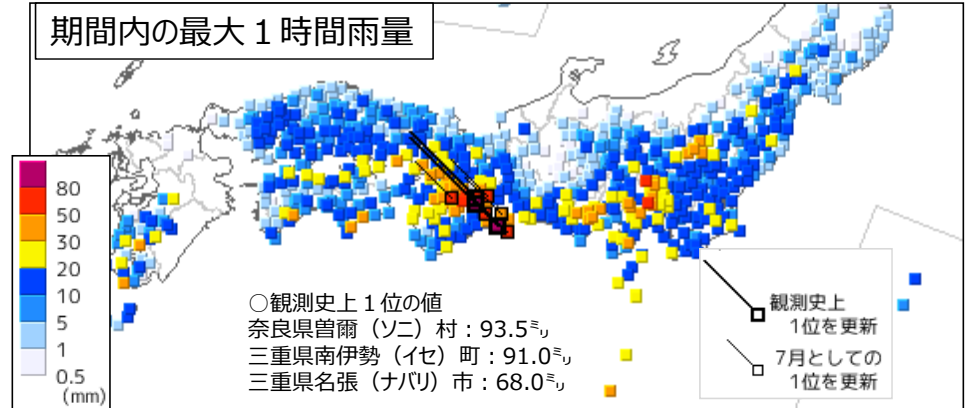 期間内の最大１時間雨量
80
50
30
20
10
5
1
0.5
(mm)
○観測史上１位の値
奈良県曽爾（ソニ）村：93.5㍉
三重県南伊勢（イセ）町：91.0㍉
三重県名張（ナバリ）市：68.0㍉
観測史上
1位を更新
7月としての
1位を更新